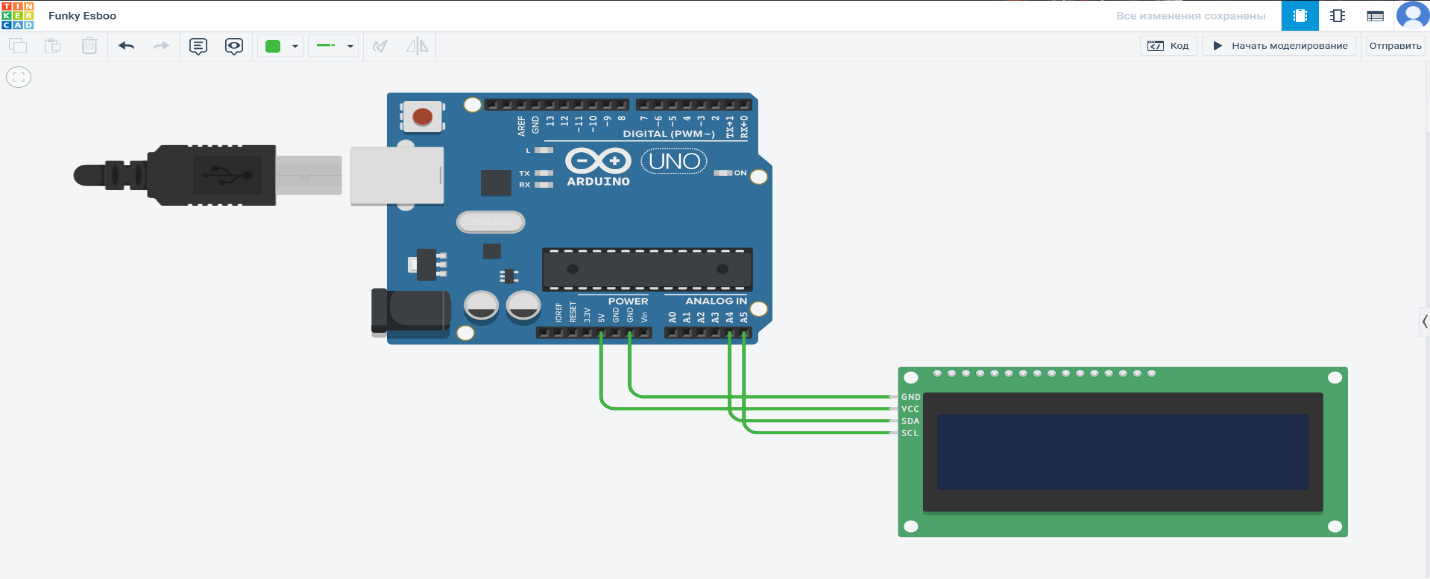 TIN
KER
CAD
Funky Esboo
Все изменения сохранены
Код
Начать моделирование
Отправить
AREF
GND
13
12
~11
~10
~9
8
7
~6
~5
4
~3
2
TX→1
RX←0
DIGITAL (PWM~)
L
TX
RX
UNO
ON
ARDUINO
POWER
ANALOG IN
IOREF
RESET
3.3V
5V
GND
GND
Vin
A0
A1
A2
A3
A4
A5
GND
VCC
SDA
SCL